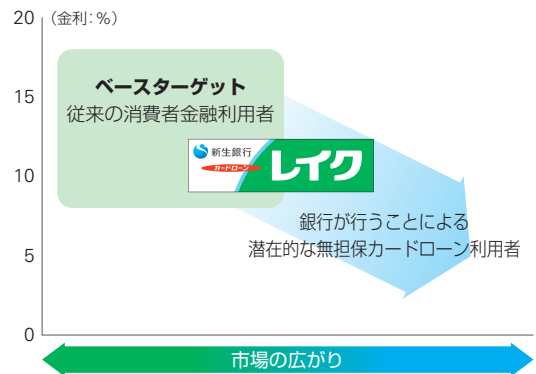 20
（金利：%）
ベースターゲット
従来の消費者金融利用者
15
新生銀行
カードローン
レイク
10
銀行が行うことによる
潜在的な無担保カードローン利用者
5
0
市場の広がり